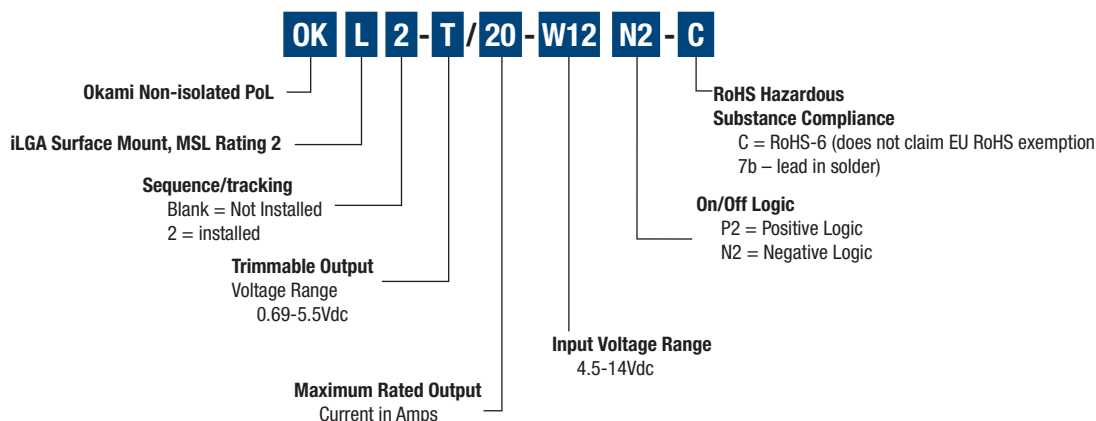 OK L 2 - T / 20 - W12 N2 - C
Okami Non-isolated PoL
iLGA Surface Mount, MSL Rating 2
Sequence/tracking
Blank = Not Installed
2 = installed
Trimmable Output
Voltage Range
0.69-5.5Vdc
Maximum Rated Output
Current in Amps
Input Voltage Range
4.5-14Vdc
On/Off Logic
P2 = Positive Logic
N2 = Negative Logic
RoHS Hazardous
Substance Compliance
C = RoHS-6 (does not claim EU RoHS exemption
7b – lead in solder)